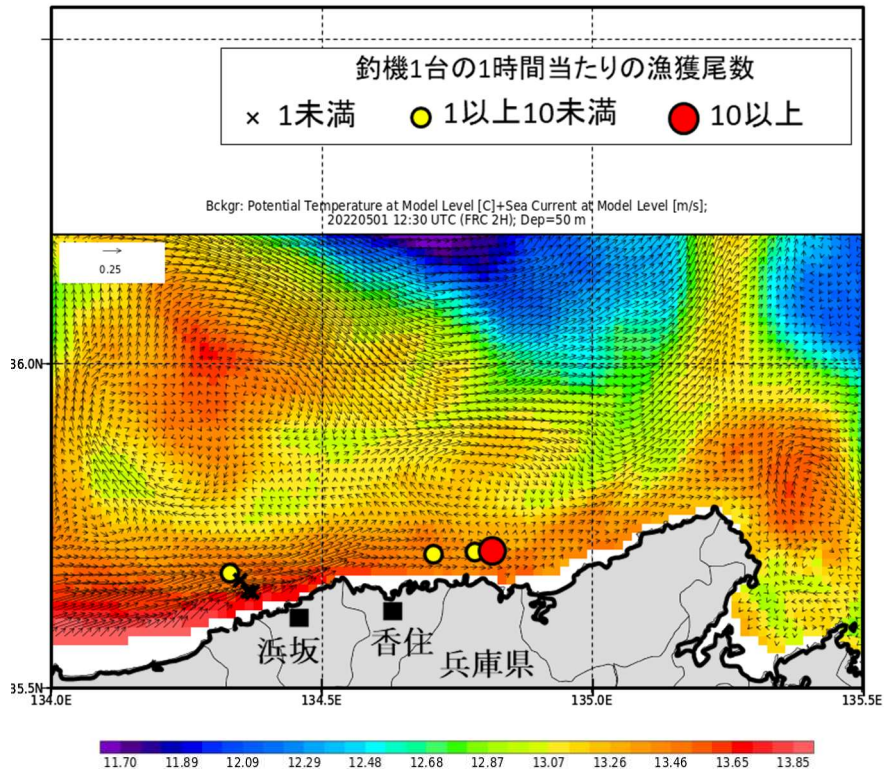 釣機1台の1時間当たりの漁獲尾数
× 1未満 1以上10未満 10以上
Bckgr: Potential Temperature at Model Level [C]+Sea Current at Model Level [m/s];
20220501 12:30 UTC (FRC 2H); Dep=50 m
0.25
36.0N
浜坂 香住
兵庫県
35.5N
134.0E 134.5E 135.0E 135.5E
11.70 11.89 12.09 12.29 12.48 12.68 12.87 13.07 13.26 13.46 13.65 13.85